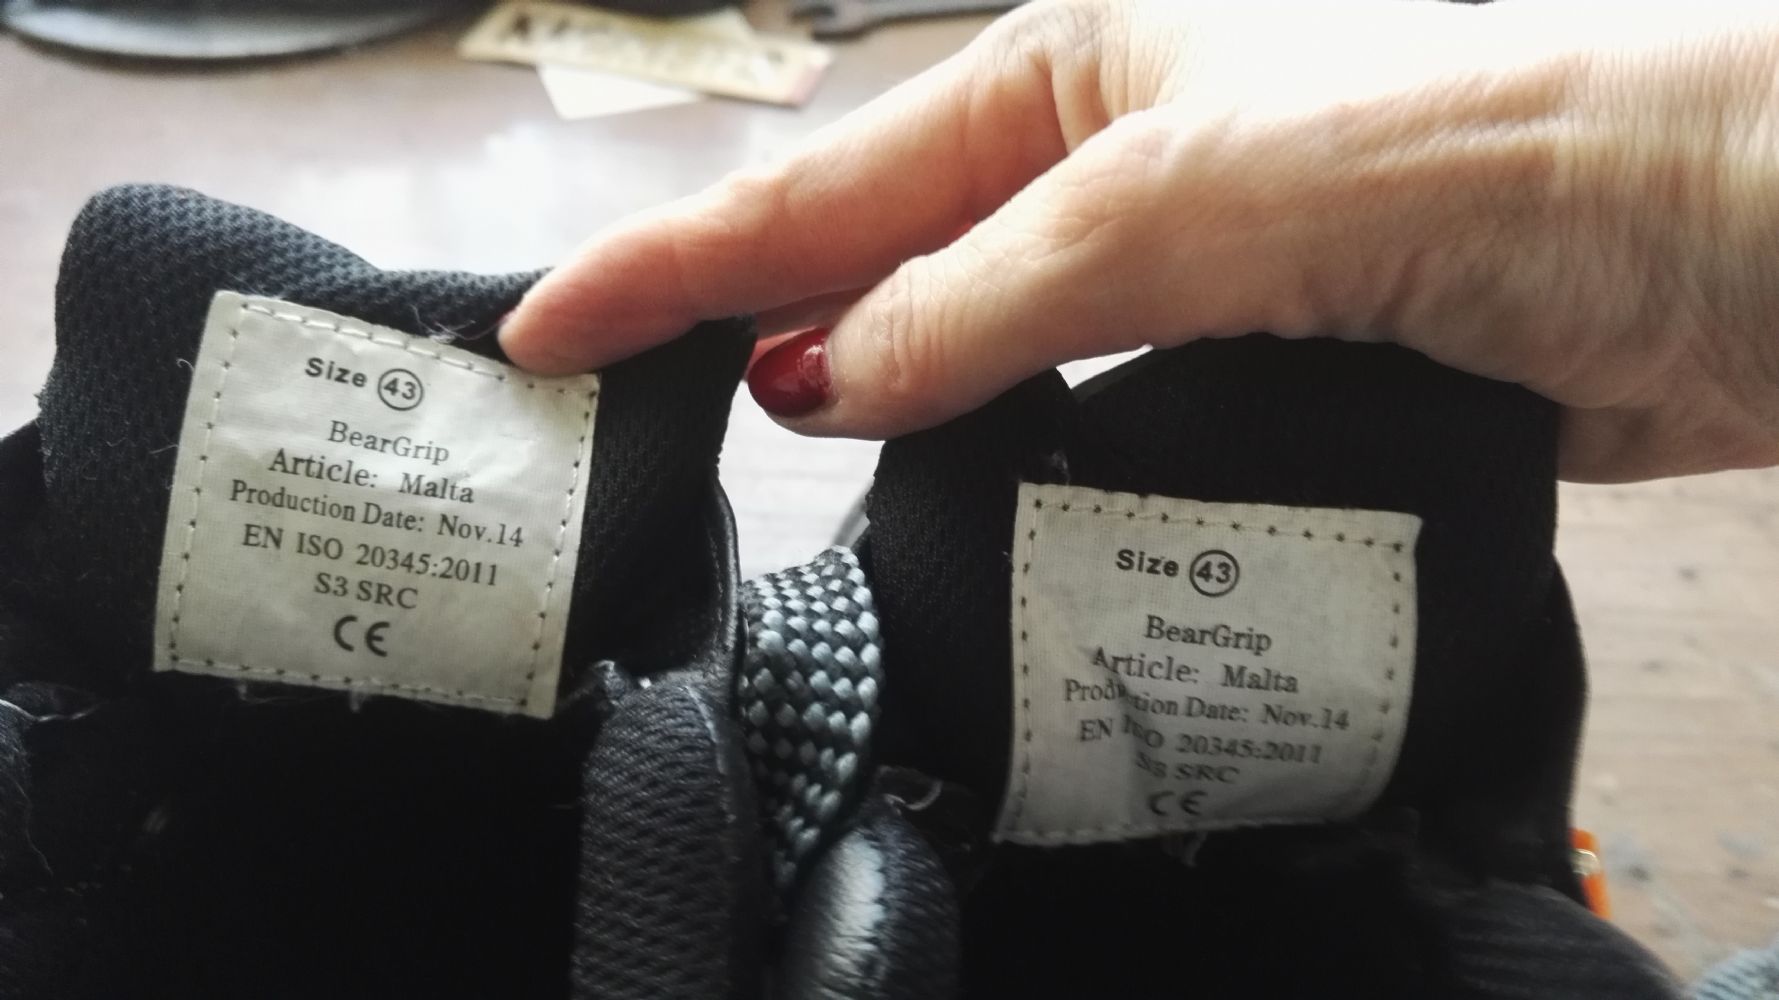 Size 43
BearGrip
Article: Malta
Production Date: Nov.14
EN ISO 20345:2011
S3 SRC
CE
Size 43
BearGrip
Article: Malta
Production Date: Nov.14
EN ISO 20345:2011
S3 SRC
CE